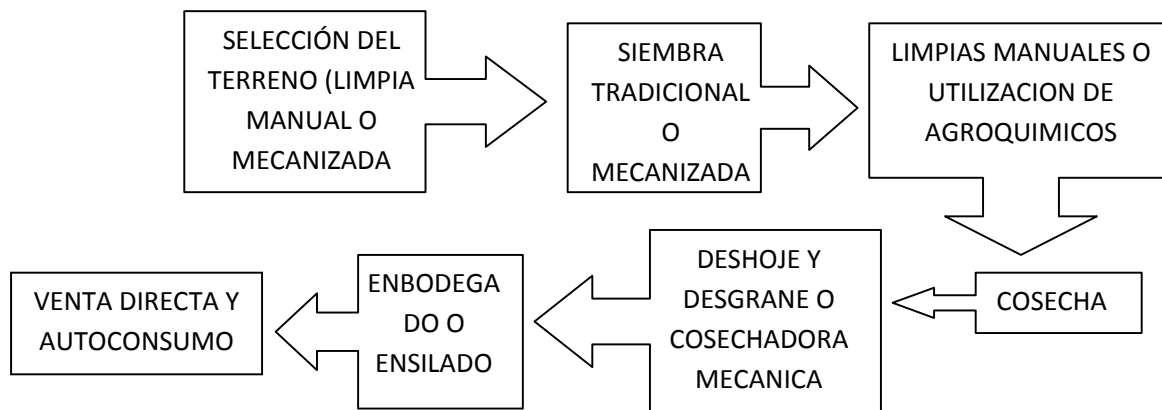 SELECCIÓN DEL
TERRENO (LIMPIA
MANUAL O
MECANIZADA
SIEMBRA
TRADICIONAL
O
MECANIZADA
LIMPIAS MANUALES O
UTILIZACION DE
AGROQUIMICOS
COSECHA
DESHOJE Y
DESGRANE O
COSECHADORA
MECANICA
ENBODEGA
DO O
ENSILADO
VENTA DIRECTA Y
AUTOCONSUMO